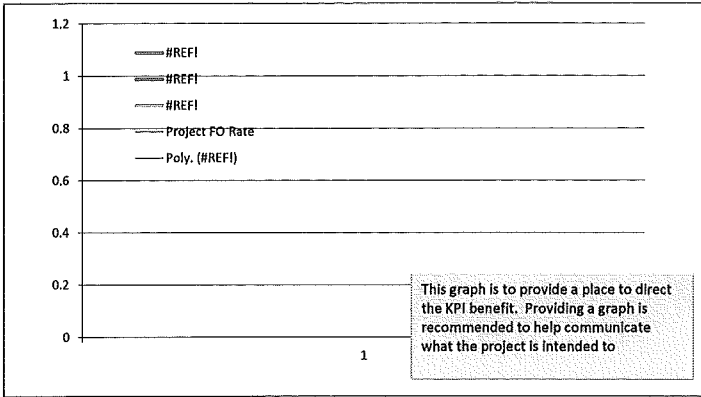 1.2
#REF!
1
#REF!
#REF!
0.8
Project FO Rate
Poly. (#REF!)
0.6
0.4
0.2
0
1
This graph is to provide a place to direct
the KPI benefit. Providing a graph is
recommended to help communicate
what the project is intended to